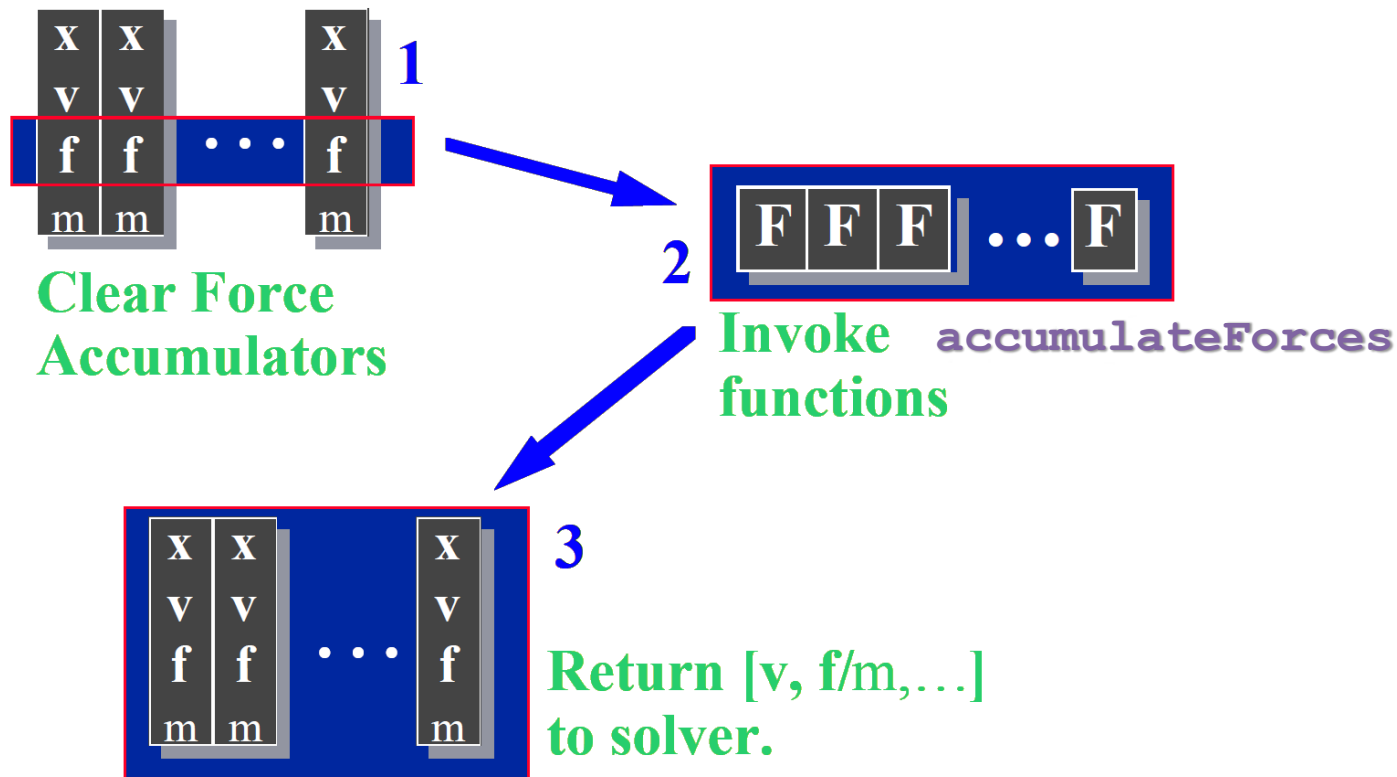 x x x
v v v
f f ... f
m m m
1
Clear Force
Accumulators
2
F F F ... F
Invoke accumulateForces
functions
3
x x x
v v v
f f ... f
m m m
Return [v, f/m,...]
to solver.